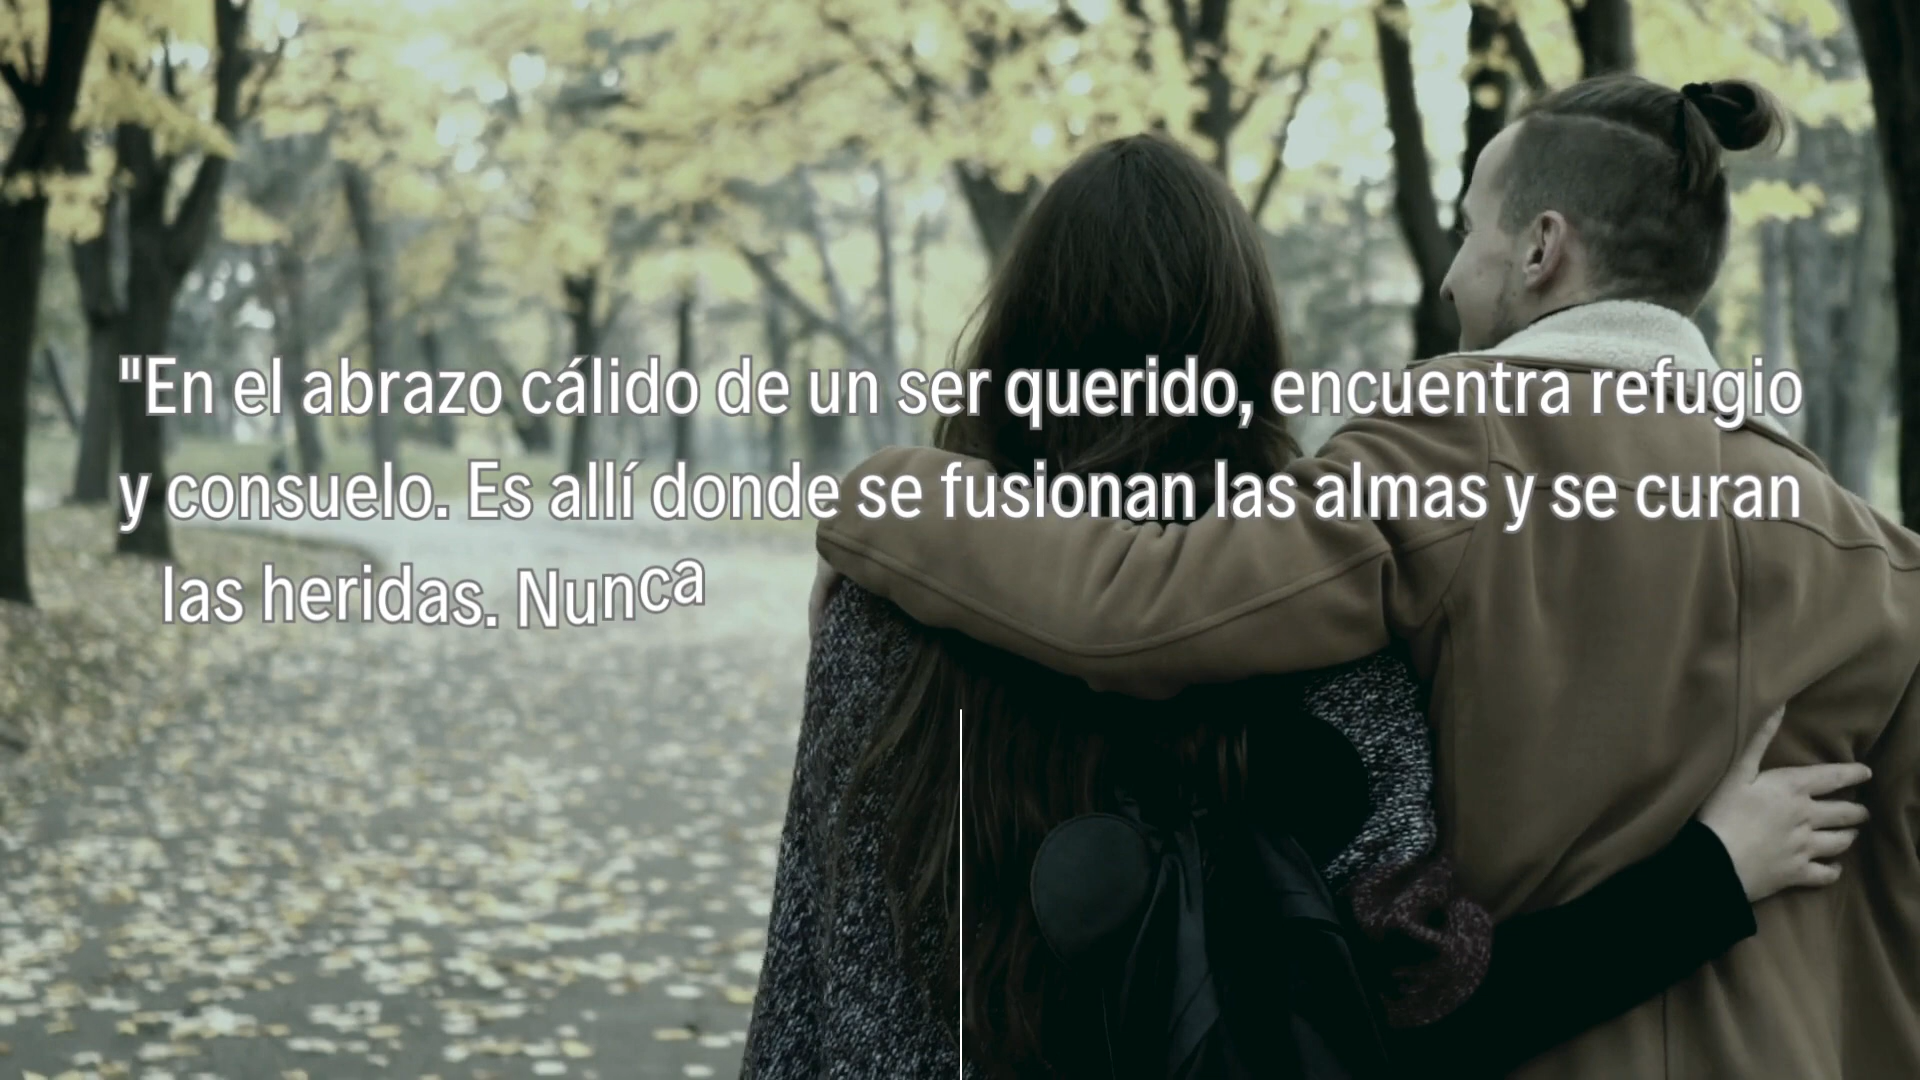 "En el abrazo cálido de un ser querido, encuentra refugio
y consuelo. Es allí donde se fusionan las almas y se curan
las heridas. Nunca